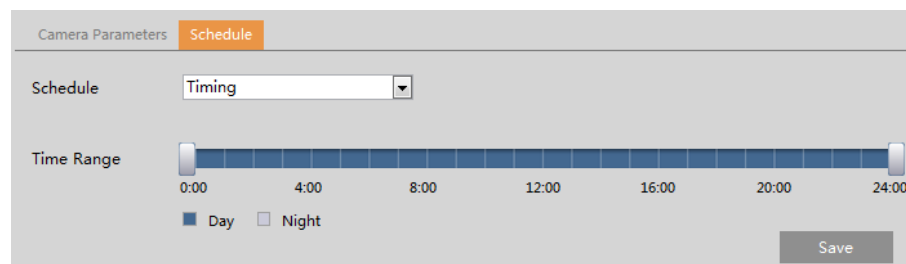 Camera Parameters Schedule
Schedule Timing
Time Range
0:00 4:00 8:00 12:00 16:00 20:00 24:00
Day Night
Save